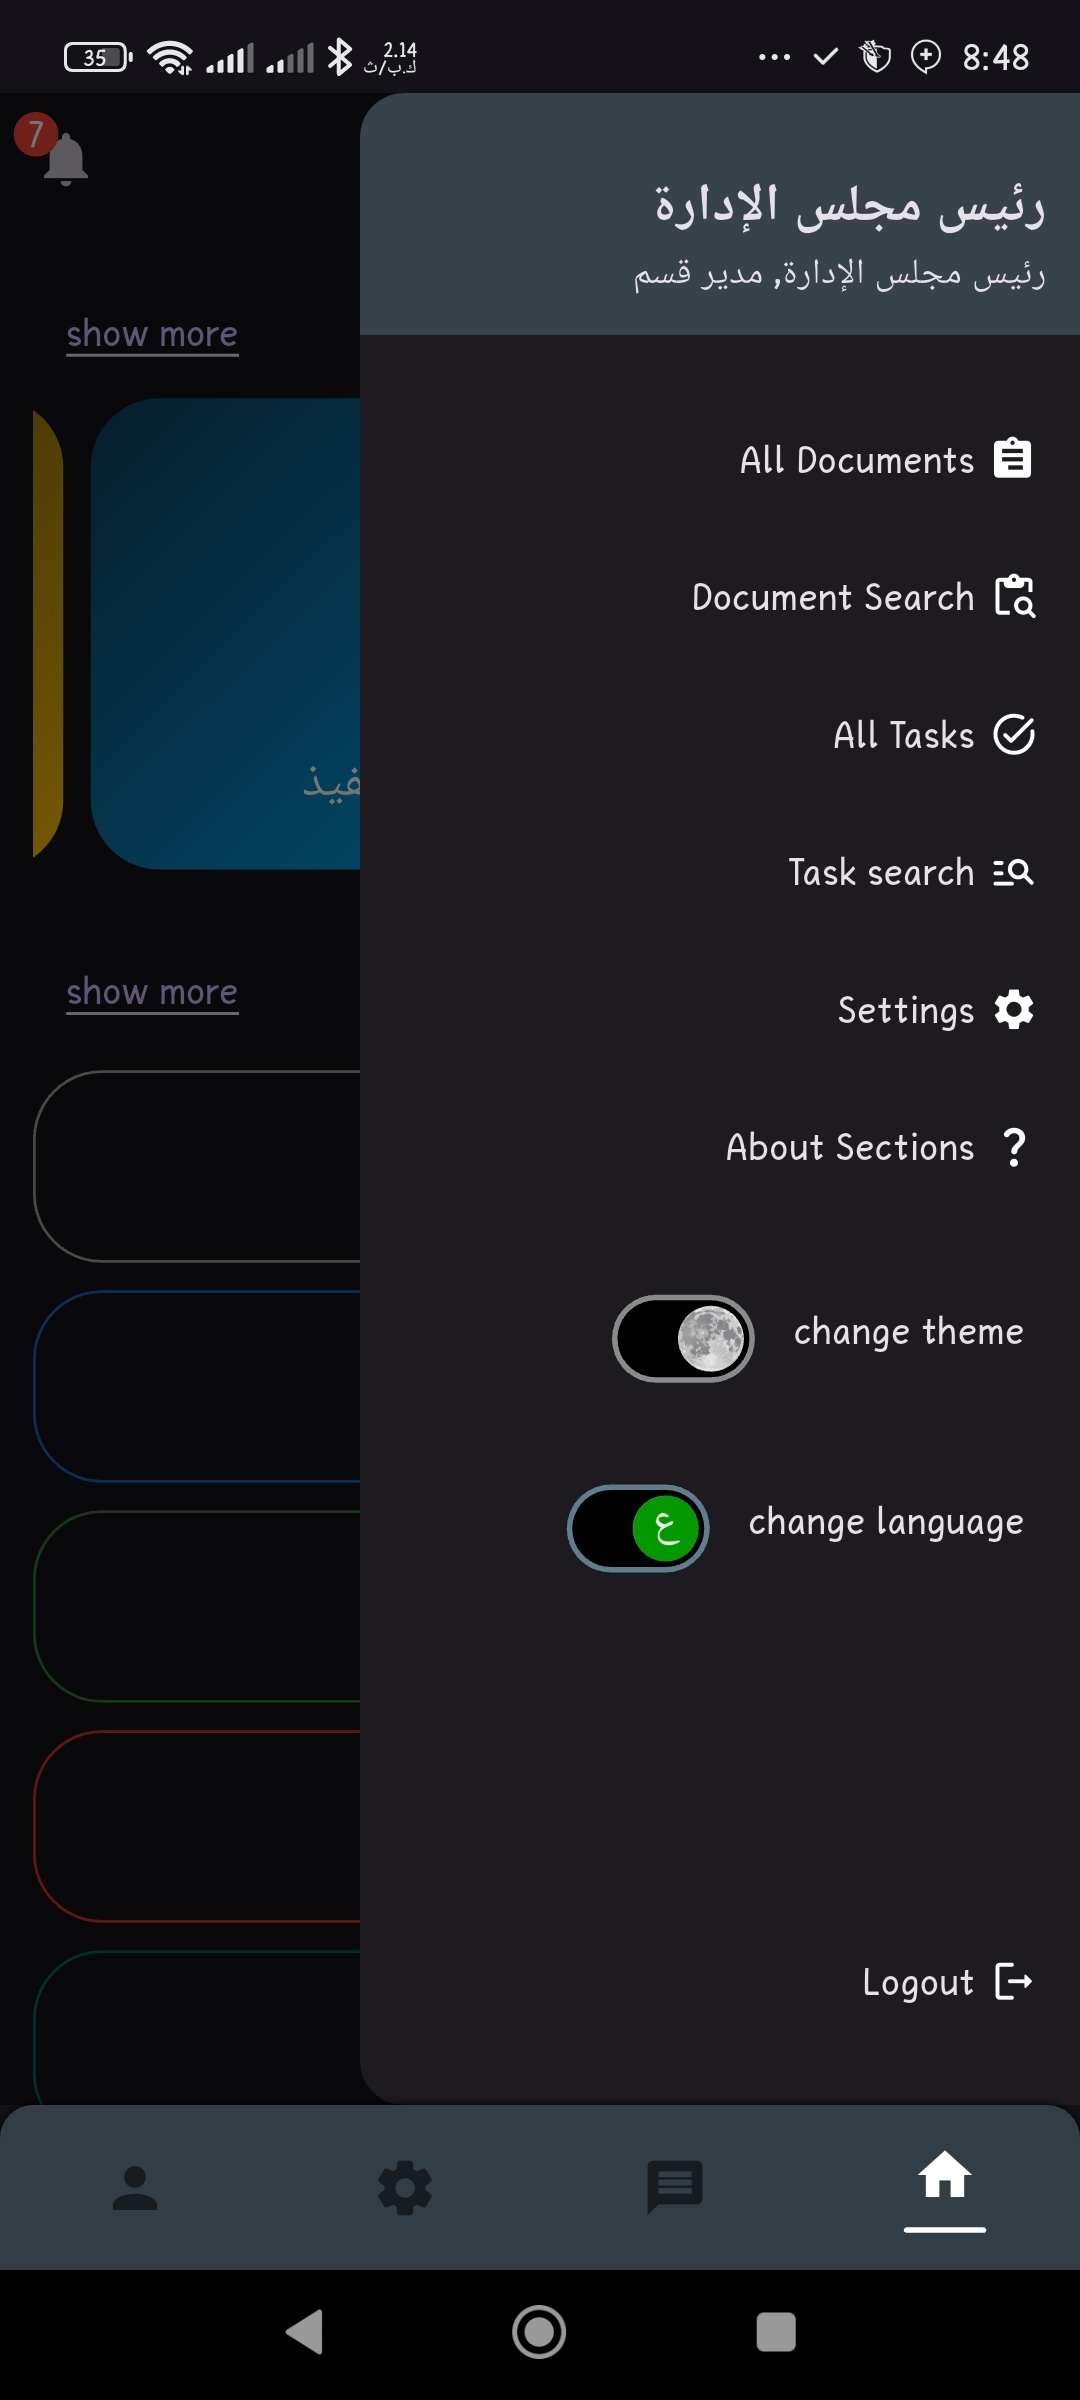 35
2.14
ك.ب/ث
8:48
7
رئيس مجلس الإدارة
رئيس مجلس الإدارة, مدير قسم
show more
All Documents
Document Search
All Tasks
فيذ
Task search
show more
Settings
About Sections
change theme
change language
ع
Logout